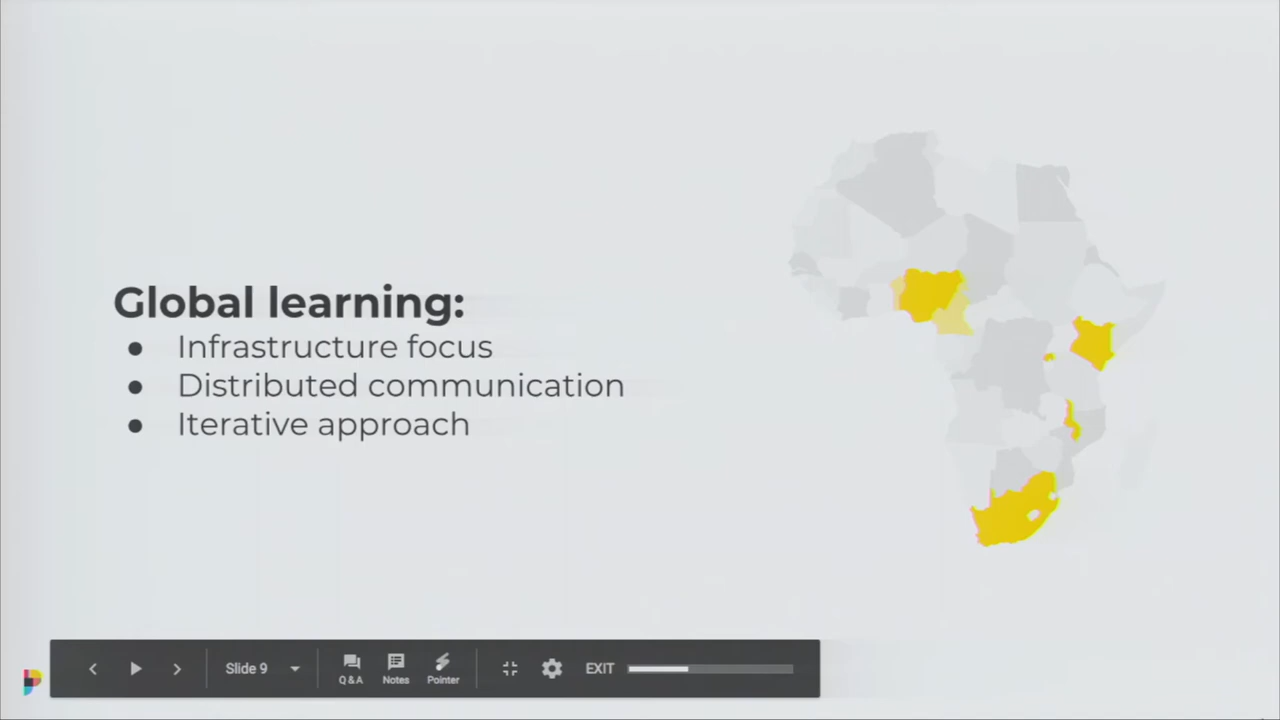 Global learning:
● Infrastructure focus
● Distributed communication
● Iterative approach
Slide 9
Q & A
Notes
Pointer
EXIT